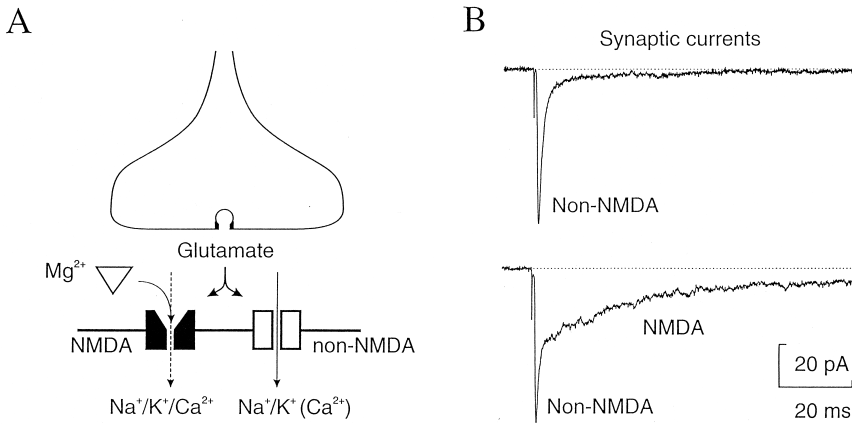 A
Glutamate
Mg²⁺
NMDA
non-NMDA
Na⁺/K⁺/Ca²⁺
Na⁺/K⁺ (Ca²⁺)
B
Synaptic currents
Non-NMDA
NMDA
Non-NMDA
20 pA
20 ms